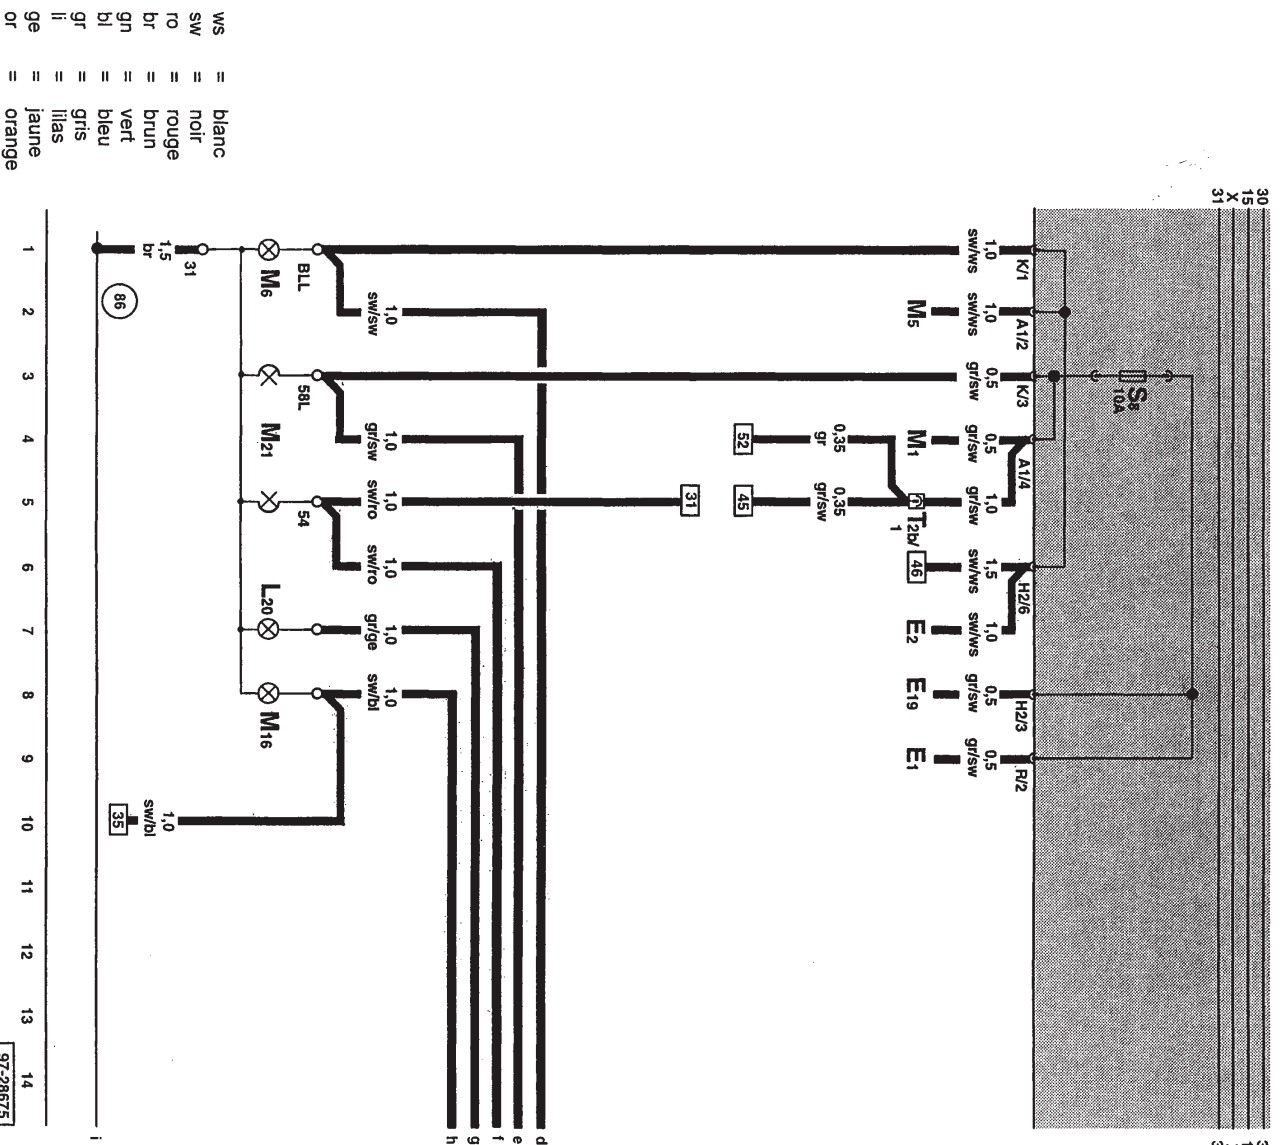 30
15
X
31
S8
10A
K/1
A1/2
K/3
A1/4
H2/6
H2/3
R/2
1,0
sw/ws
1,0
sw/ws
M5
0,5
gr/sw
0,5
gr/sw
M1
1,0
gr/sw
T2b/
1
1,5
sw/ws
46
1,0
sw/ws
E2
0,5
gr/sw
E19
0,5
gr/sw
E1
0,35
gr
52
0,35
gr/sw
45
31
1,0
sw/sw
1,0
gr/sw
1,0
sw/ro
1,0
sw/ro
1,0
gr/ge
1,0
sw/bl
d
e
f
g
h
BLL
58L
54
M6
M21
L20
M16
31
1,5
br
86
1,0
sw/bl
35
i
1 2 3 4 5 6 7 8 9 10 11 12 13 14
97-28675
ws = blanc
sw = noir
ro = rouge
br = brun
gn = vert
bl = bleu
gr = gris
li = lilas
ge = jaune
or = orange